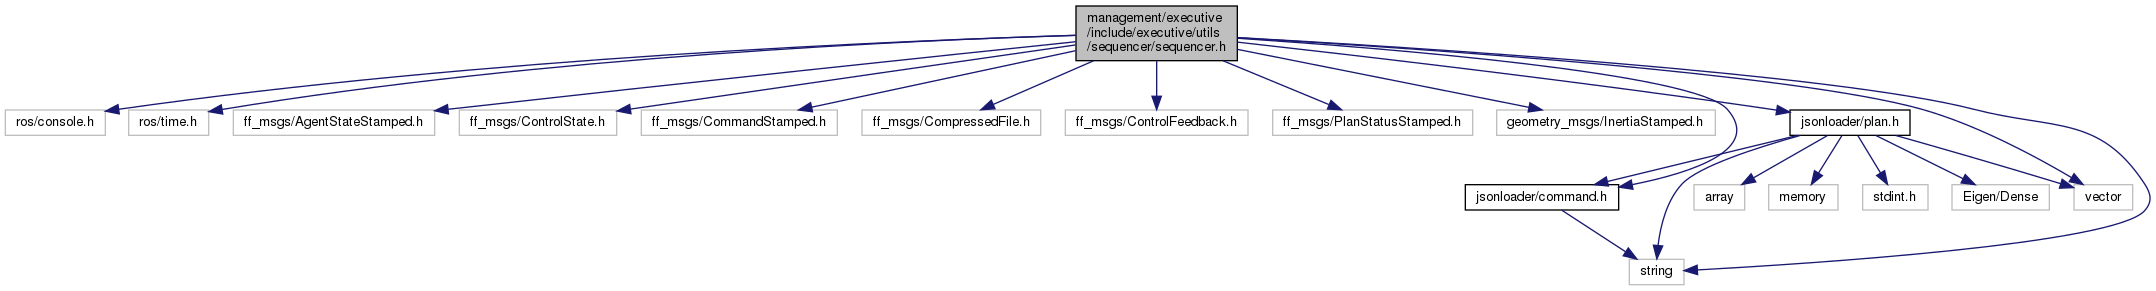 management/executive
/include/executive/utils
/sequencer/sequencer.h
ros/console.h
ros/time.h
ff_msgs/AgentStateStamped.h
ff_msgs/ControlState.h
ff_msgs/CommandStamped.h
ff_msgs/CompressedFile.h
ff_msgs/ControlFeedback.h
ff_msgs/PlanStatusStamped.h
geometry_msgs/InertiaStamped.h
jsonloader/plan.h
jsonloader/command.h
array
memory
stdint.h
Eigen/Dense
vector
string